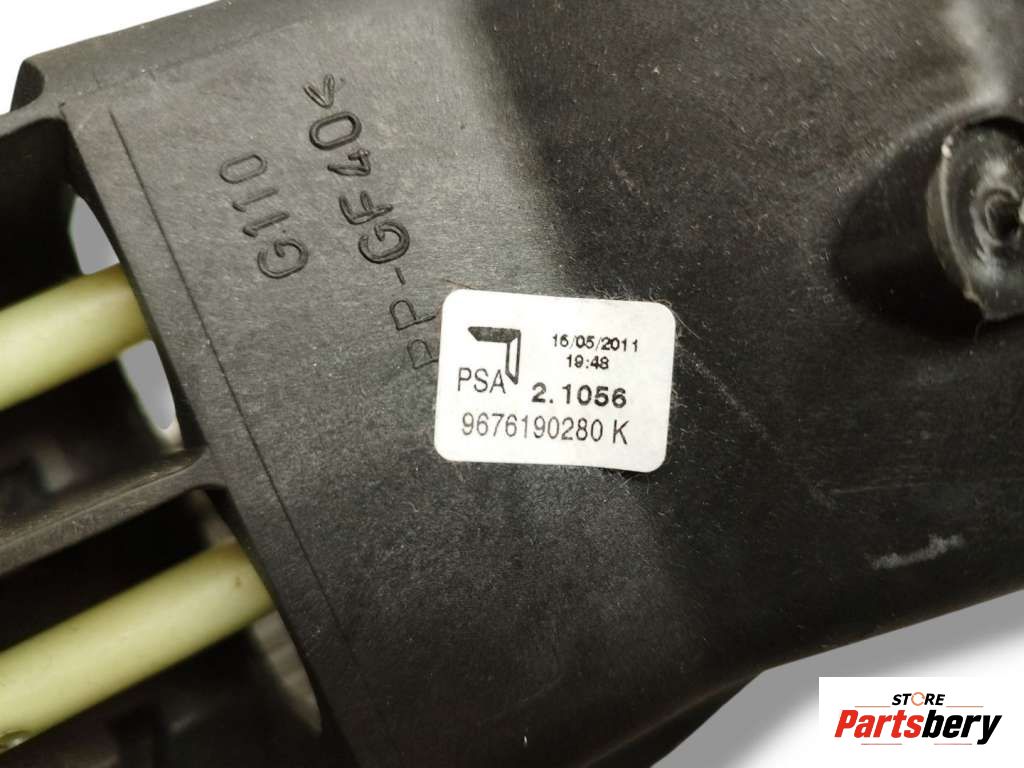 G110
PP-GF40<
16/05/2011
19:48
PSA
2.1056
9676190280 K
STORE
Partsbery